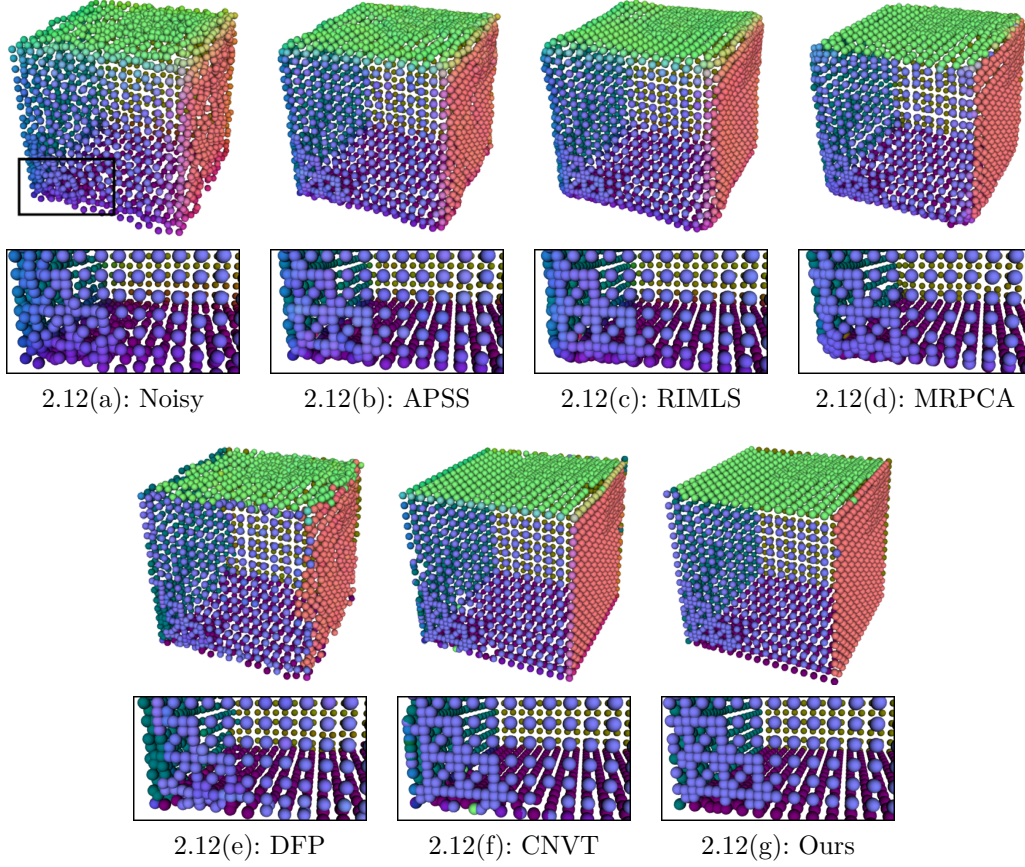 2.12(a): Noisy
2.12(b): APSS
2.12(c): RIMLS
2.12(d): MRPCA
2.12(e): DFP
2.12(f): CNVT
2.12(g): Ours